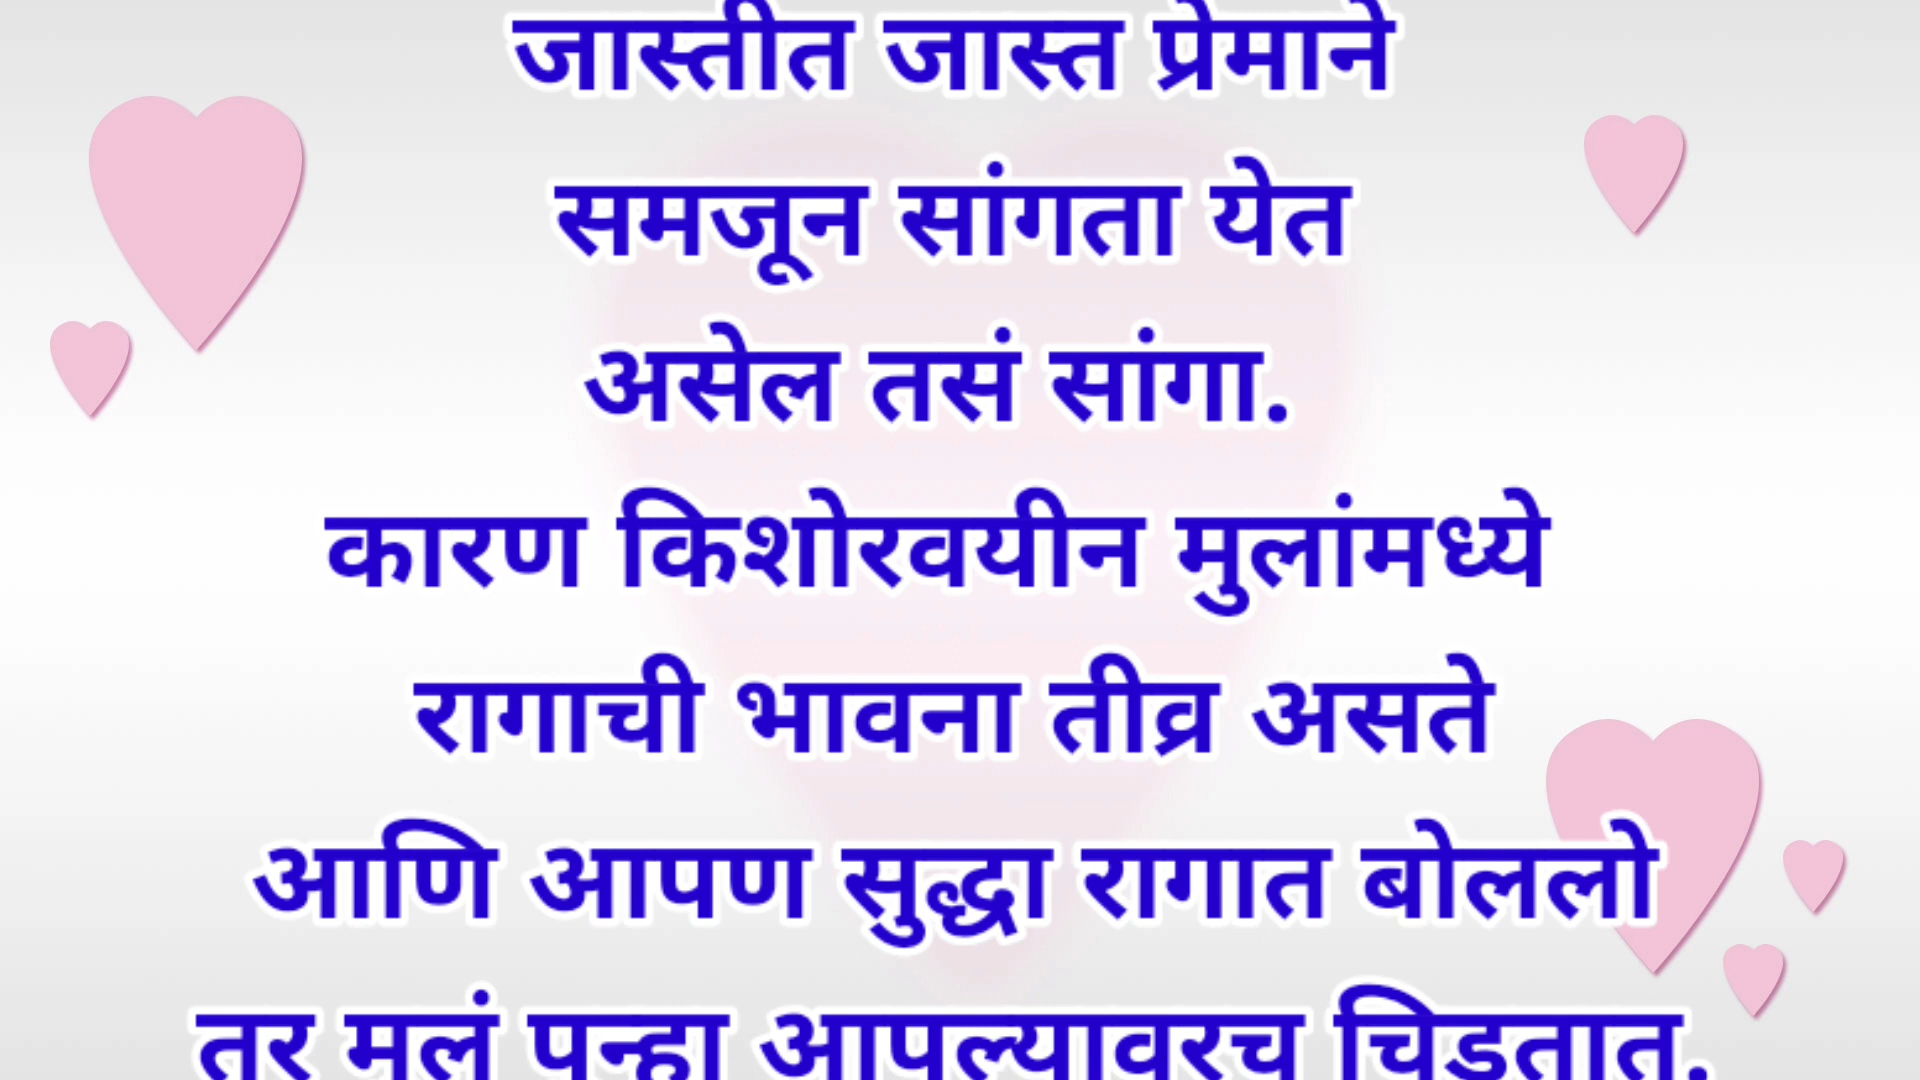 जास्तीत जास्त प्रेमाने
समजून सांगता येत
असेल तसं सांगा.
कारण किशोरवयीन मुलांमध्ये
रागाची भावना तीव्र असते
आणि आपण सुद्धा रागात बोललो
तर मुलं पुन्हा आपल्यावरच चिडतात.